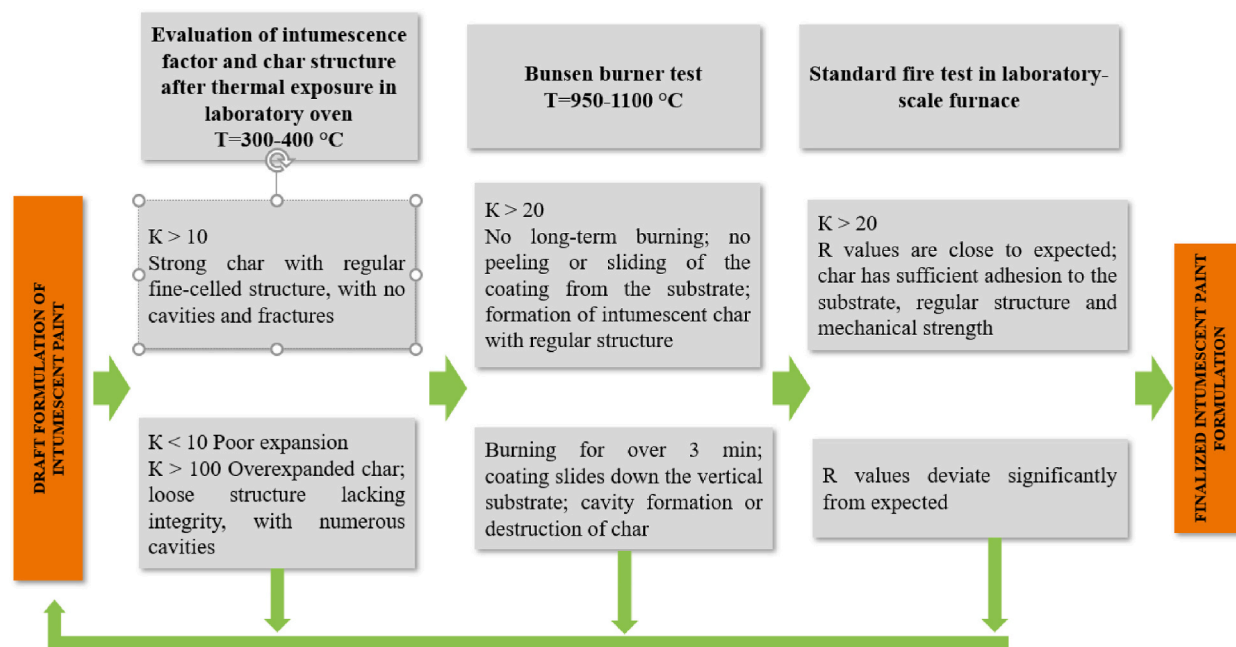 Evaluation of intumescence
factor and char structure
after thermal exposure in
laboratory oven
T=300-400 °C
Bunsen burner test
T=950-1100 °C
Standard fire test in laboratory-
scale furnace
DRAFT FORMULATION OF
INTUMESCENT PAINT
K > 10
Strong char with regular
fine-celled structure, with no
cavities and fractures
K > 20
No long-term burning; no
peeling or sliding of the
coating from the substrate;
formation of intumescent char
with regular structure
K > 20
R values are close to expected;
char has sufficient adhesion to the
substrate, regular structure and
mechanical strength
FINALIZED INTUMESCENT PAINT
FORMULATION
K < 10 Poor expansion
K > 100 Overexpanded char;
loose structure lacking
integrity, with numerous
cavities
Burning for over 3 min;
coating slides down the vertical
substrate; cavity formation or
destruction of char
R values deviate significantly
from expected